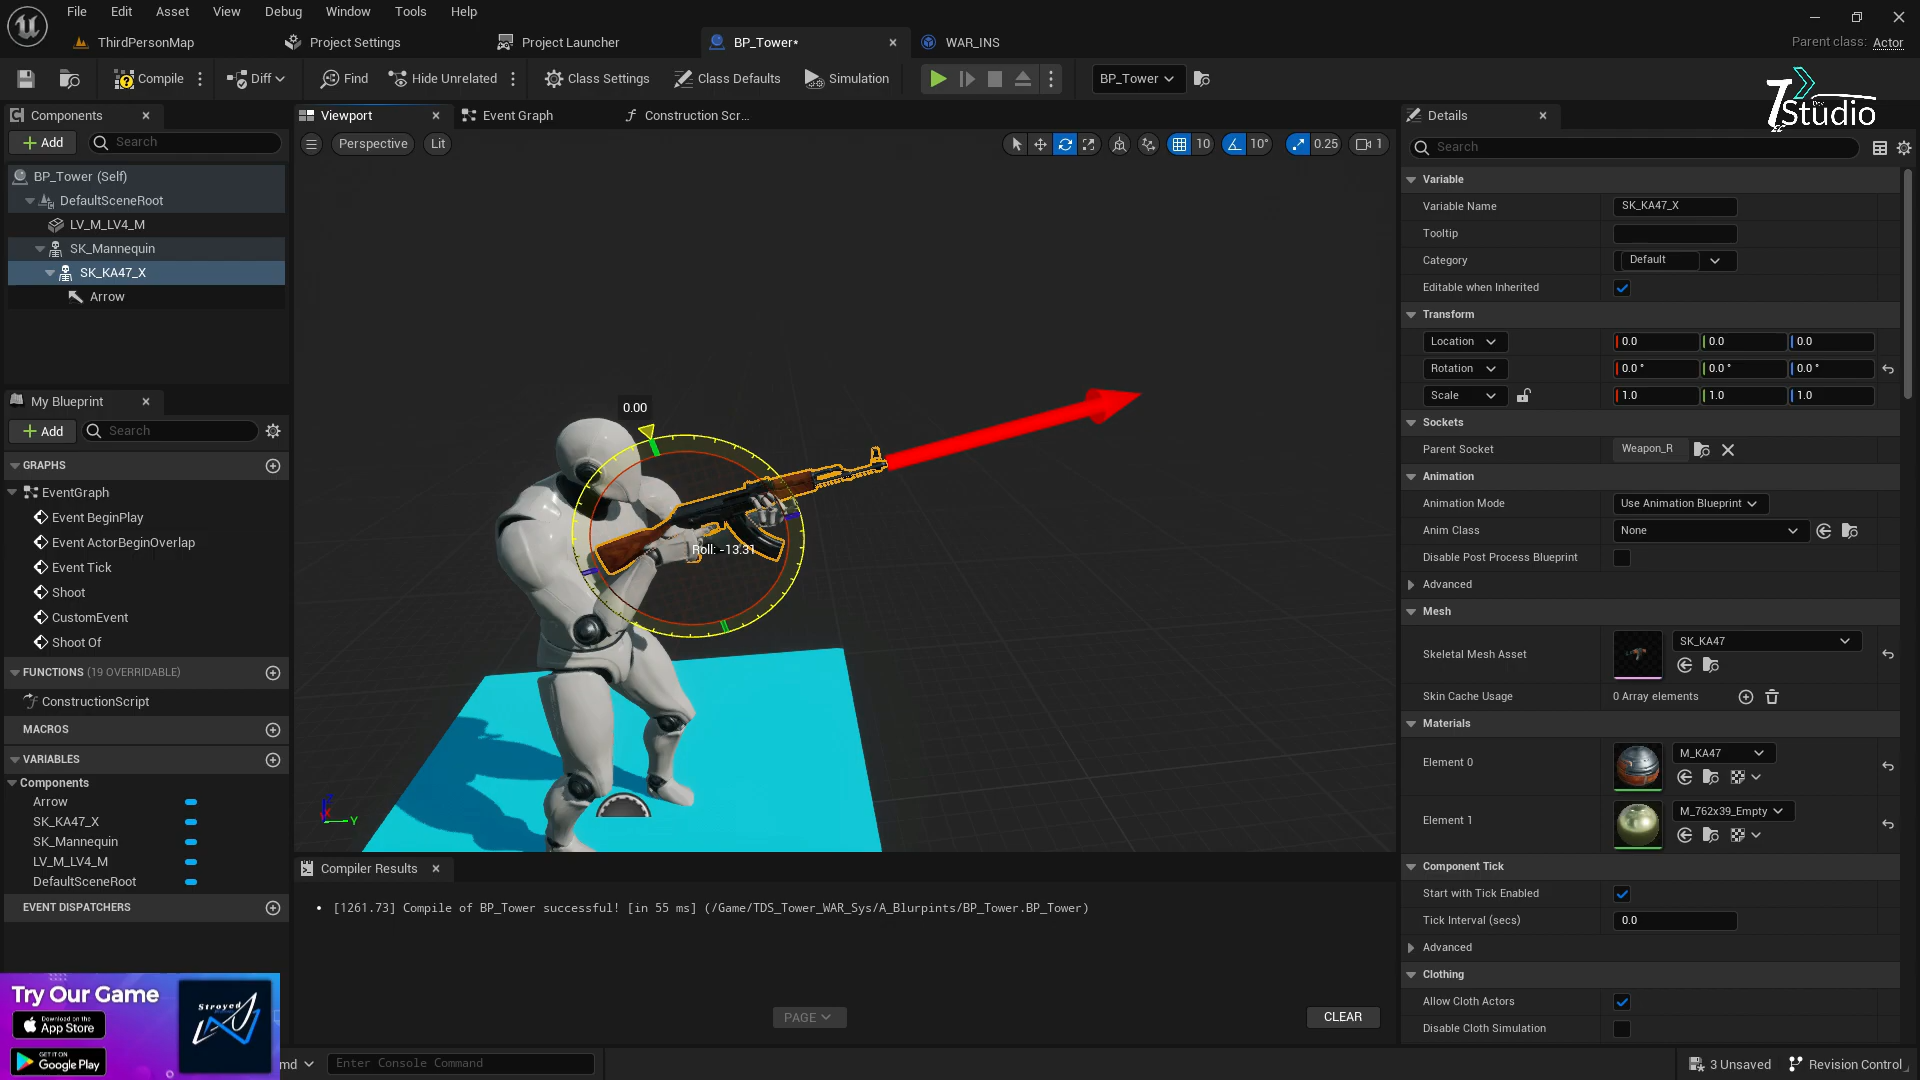 File Edit Asset View Debug Window Tools Help
ThirdPersonMap Project Settings Project Launcher BP_Tower* WAR_INS
Parent class: Actor
Compile Diff Find Hide Unrelated Class Settings Class Defaults Simulation BP_Tower
7Studio
Dev
Components
Add Search
BP_Tower (Self)
DefaultSceneRoot
LV_M_LV4_M
SK_Mannequin
SK_KA47_X
Arrow
My Blueprint
Add Search
GRAPHS
EventGraph
Event BeginPlay
Event ActorBeginOverlap
Event Tick
Shoot
CustomEvent
Shoot Of
FUNCTIONS (19 OVERRIDABLE)
ConstructionScript
MACROS
VARIABLES
Components
Arrow
SK_KA47_X
SK_Mannequin
LV_M_LV4_M
DefaultSceneRoot
EVENT DISPATCHERS
Try Our Game
Download on the
App Store
GET IT ON
Google Play
Stroyed
Viewport Event Graph Construction Scr...
Perspective Lit 10 10° 0.25 1
0.00
Roll: -13.31
Z
X
Y
Compiler Results
• [1261.73] Compile of BP_Tower successful! [in 55 ms] (/Game/TDS_Tower_WAR_Sys/A_Blurpints/BP_Tower.BP_Tower)
PAGE CLEAR
md Enter Console Command
3 Unsaved Revision Control
Details
Search
Variable
Variable Name SK_KA47_X
Tooltip
Category Default
Editable when Inherited
Transform
Location 0.0 0.0 0.0
Rotation 0.0 ° 0.0 ° 0.0 °
Scale 1.0 1.0 1.0
Sockets
Parent Socket Weapon_R
Animation
Animation Mode Use Animation Blueprint
Anim Class None
Disable Post Process Blueprint
Advanced
Mesh
Skeletal Mesh Asset SK_KA47
Skin Cache Usage 0 Array elements
Materials
Element 0 M_KA47
Element 1 M_762x39_Empty
Component Tick
Start with Tick Enabled
Tick Interval (secs) 0.0
Advanced
Clothing
Allow Cloth Actors
Disable Cloth Simulation